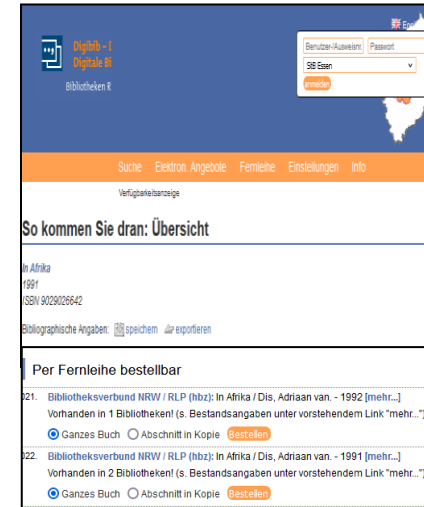 Digibib –
Digitale
Bibliotheken
Benutzer-/Ausweisnr. Passwort
StB Essen
anmelden
Suche Elektron. Angebote Fernleihe Einstellungen Info
Verfügbarkeitsanzeige
So kommen Sie dran: Übersicht
In Afrika
1991
ISBN 9029026642
Bibliographische Angaben: speichern exportieren
Per Fernleihe bestellbar
021. Bibliotheksverbund NRW / RLP (hbz): In Afrika / Dis, Adriaan van. - 1992 [mehr...]
Vorhanden in 1 Bibliotheken! (s. Bestandsangaben unter vorstehendem Link "mehr...")
Ganzes Buch Abschnitt in Kopie Bestellen
022. Bibliotheksverbund NRW / RLP (hbz): In Afrika / Dis, Adriaan van. - 1991 [mehr...]
Vorhanden in 2 Bibliotheken! (s. Bestandsangaben unter vorstehendem Link "mehr...")
Ganzes Buch Abschnitt in Kopie Bestellen